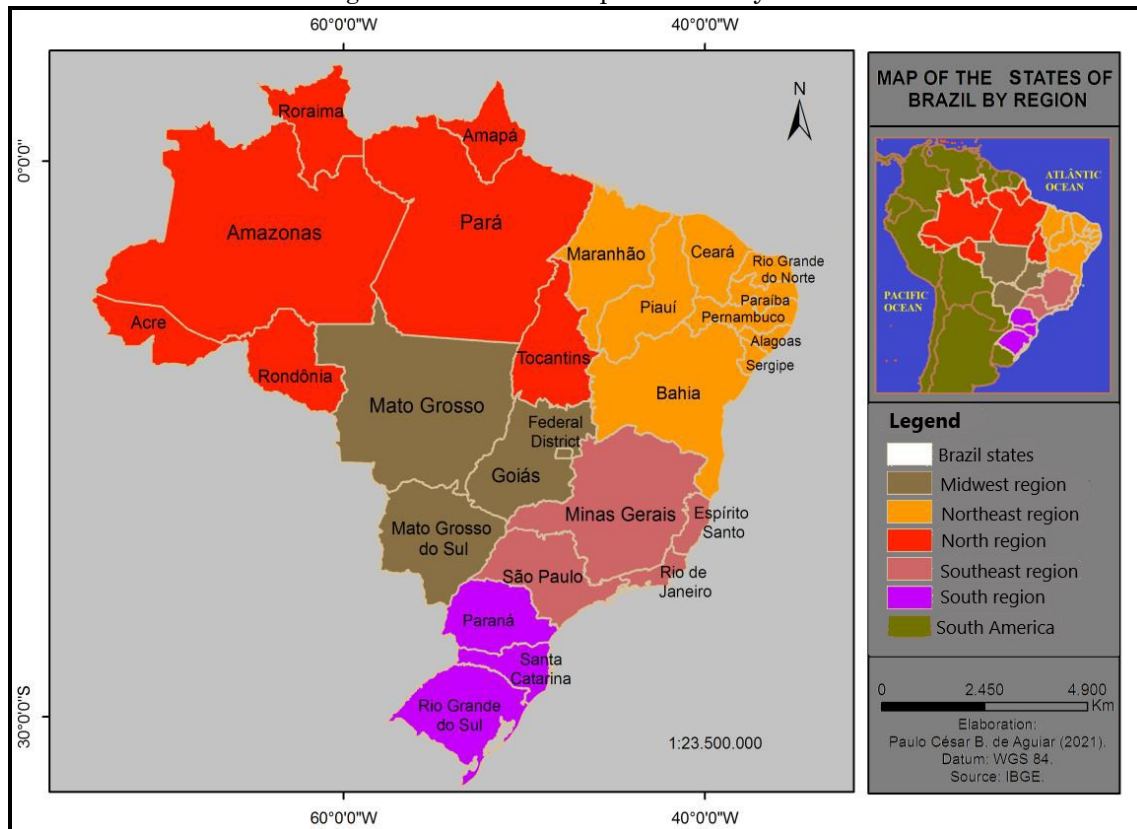 60°0'0"W
40°0'0"W
0°0'0"
30°0'0"S
N
Roraima
Amapá
Amazonas
Pará
Maranhão
Ceará
Rio Grande
do Norte
Piauí
Paraíba
Pernambuco
Acre
Alagoas
Rondônia
Tocantins
Sergipe
Bahia
Mato Grosso
Federal
District
Goiás
Minas Gerais
Espírito
Santo
Mato Grosso
do Sul
São Paulo
Rio de
Janeiro
Paraná
Santa
Catarina
Rio Grande
do Sul
1:23.500.000
60°0'0"W
40°0'0"W
MAP OF THE STATES OF
BRAZIL BY REGION
ATLÂNTIC
OCEAN
PACIFIC
OCEAN
Legend
Brazil states
Midwest region
Northeast region
North region
Southeast region
South region
South America
0 2.450 4.900
Km
Elaboration:
Paulo César B. de Aguiar (2021).
Datum: WGS 84.
Source: IBGE.